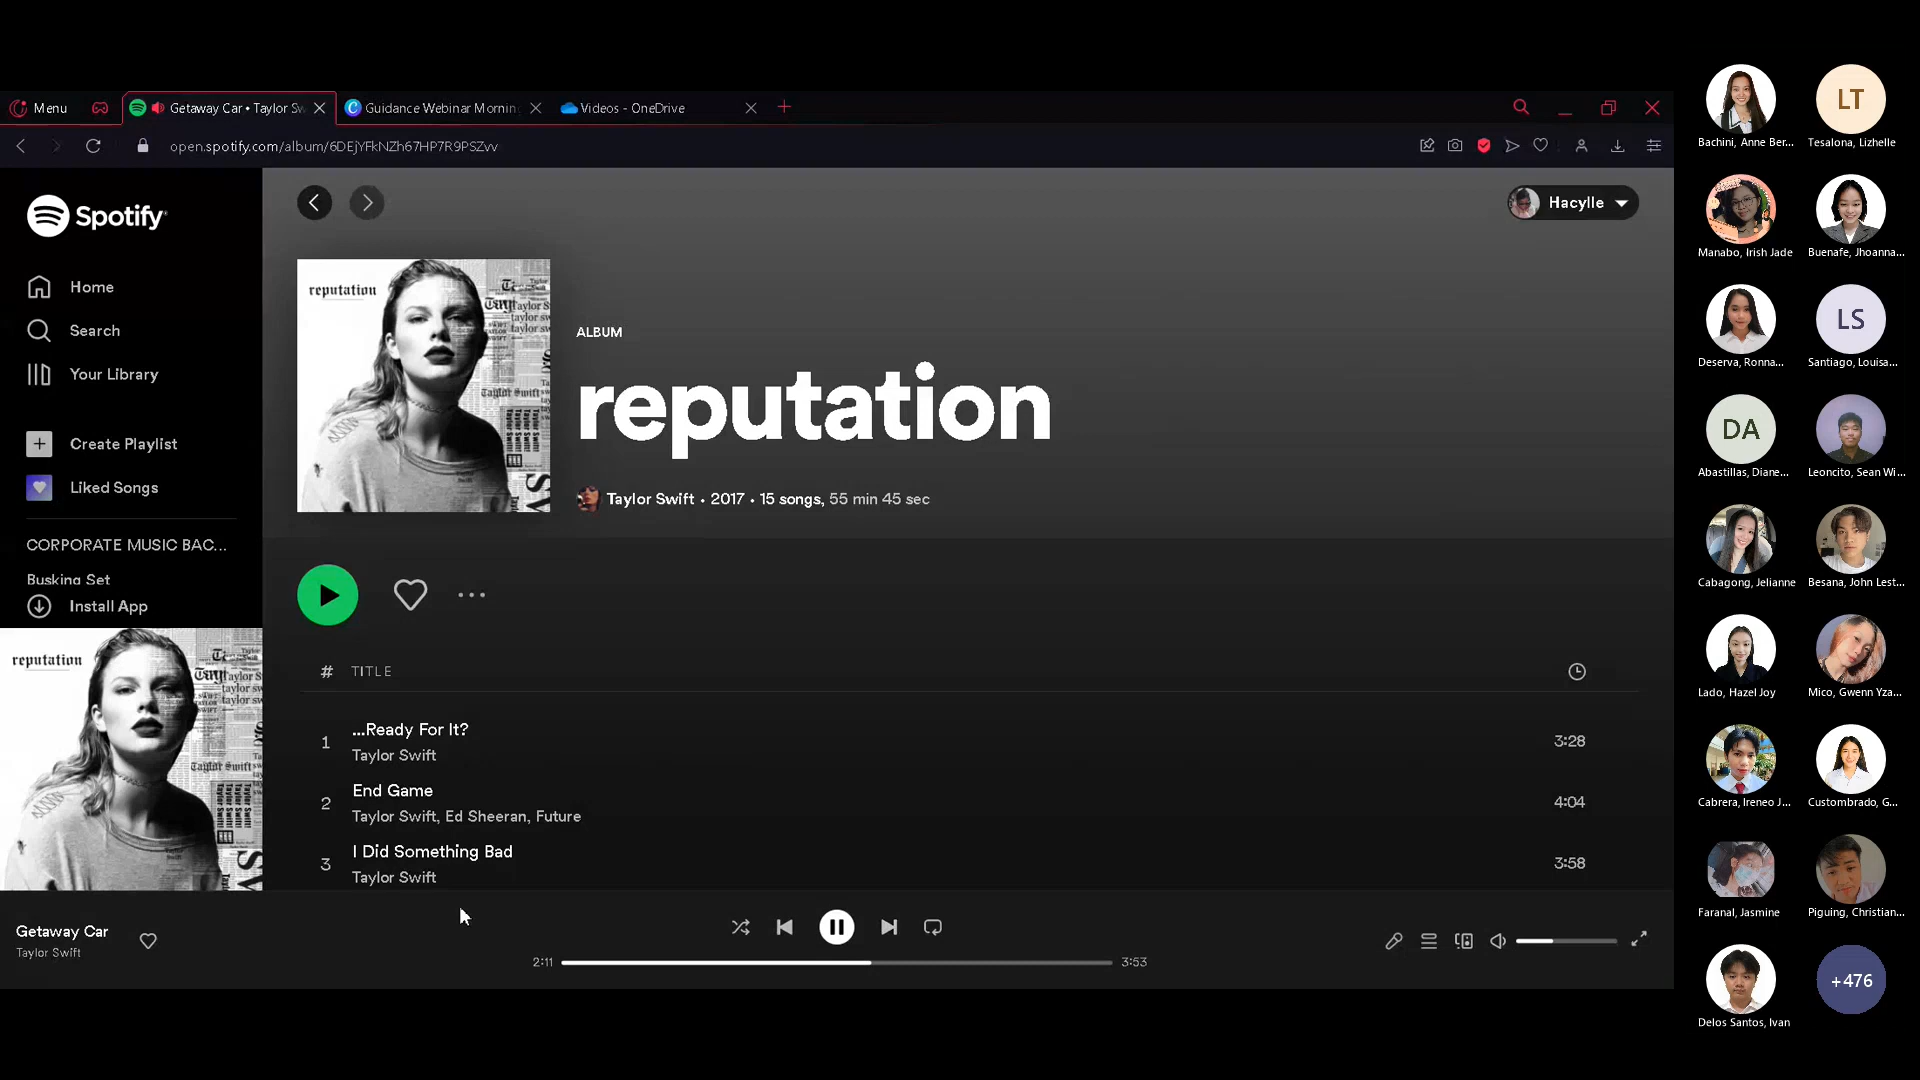 Menu
Getaway Car • Taylor Sw
Guidance Webinar Mornin
Videos - OneDrive
open.spotify.com/album/6DEjYFkNZh67HP7R9PSZvv
Spotify
Hacylle
Home
Search
Your Library
Create Playlist
Liked Songs
CORPORATE MUSIC BAC...
Busking Set
Install App
reputation
ALBUM
reputation
Taylor Swift • 2017 • 15 songs, 55 min 45 sec
# TITLE
1 ...Ready For It? 3:28
Taylor Swift
2 End Game 4:04
Taylor Swift, Ed Sheeran, Future
3 I Did Something Bad 3:58
Taylor Swift
reputation
Getaway Car
Taylor Swift
2:11
3:53
LT
Bachini, Anne Ber...
Tesalona, Lizhelle
Manabo, Irish Jade
Buenafe, Jhoanna...
LS
Deserva, Ronna...
Santiago, Louisa...
DA
Abastillas, Diane...
Leoncito, Sean Wi...
Cabagong, Jelianne
Besana, John Lest...
Lado, Hazel Joy
Mico, Gwenn Yza...
Cabrera, Ireneo J...
Custombrado, G...
Faranal, Jasmine
Piguing, Christian...
+476
Delos Santos, Ivan